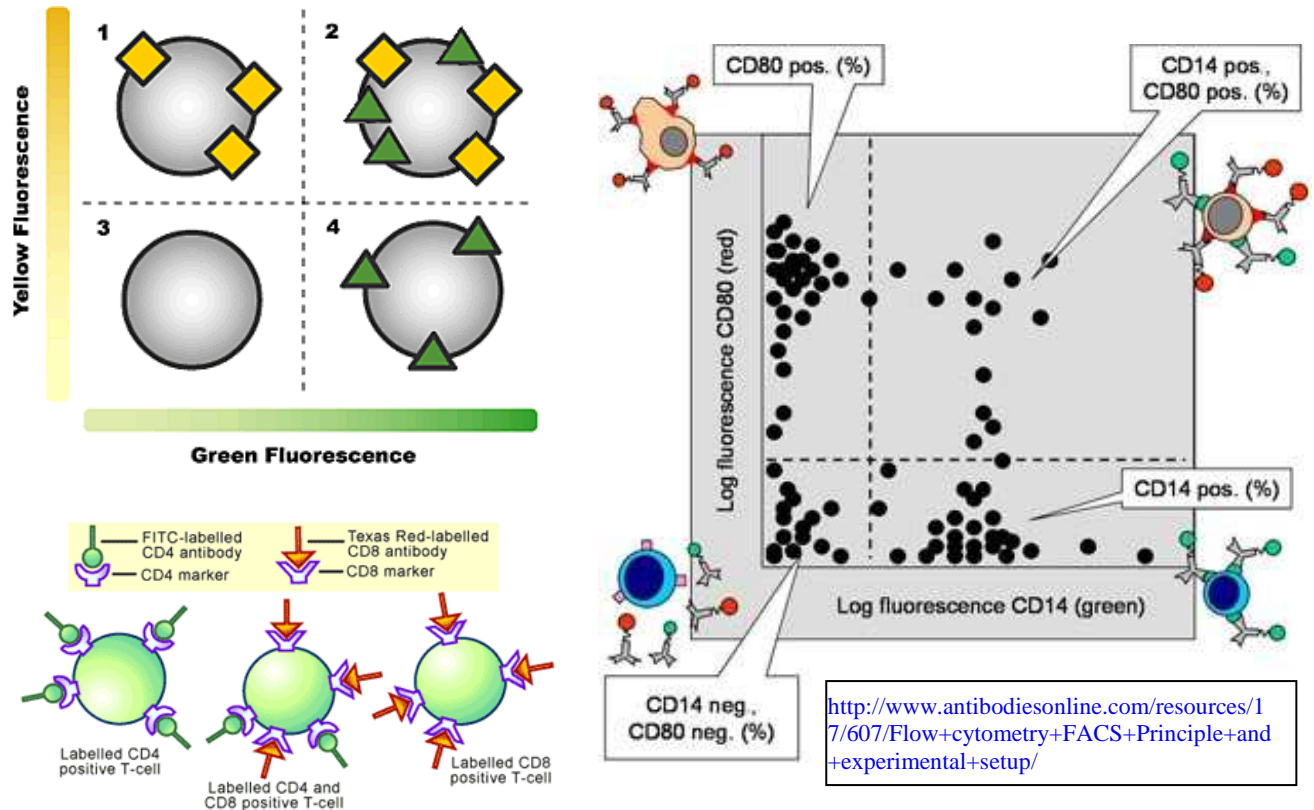 1
2
3
4
Yellow Fluorescence
Green Fluorescence
FITC-labelled
CD4 antibody
CD4 marker
Texas Red-labelled
CD8 antibody
CD8 marker
Labelled CD4
positive T-cell
Labelled CD4 and
CD8 positive T-cell
Labelled CD8
positive T-cell
CD80 pos. (%)
CD14 pos.,
CD80 pos. (%)
Log fluorescence CD80 (red)
CD14 pos. (%)
Log fluorescence CD14 (green)
CD14 neg.,
CD80 neg. (%)
http://www.antibodiesonline.com/resources/1
7/607/Flow+cytometry+FACS+Principle+and
+experimental+setup/